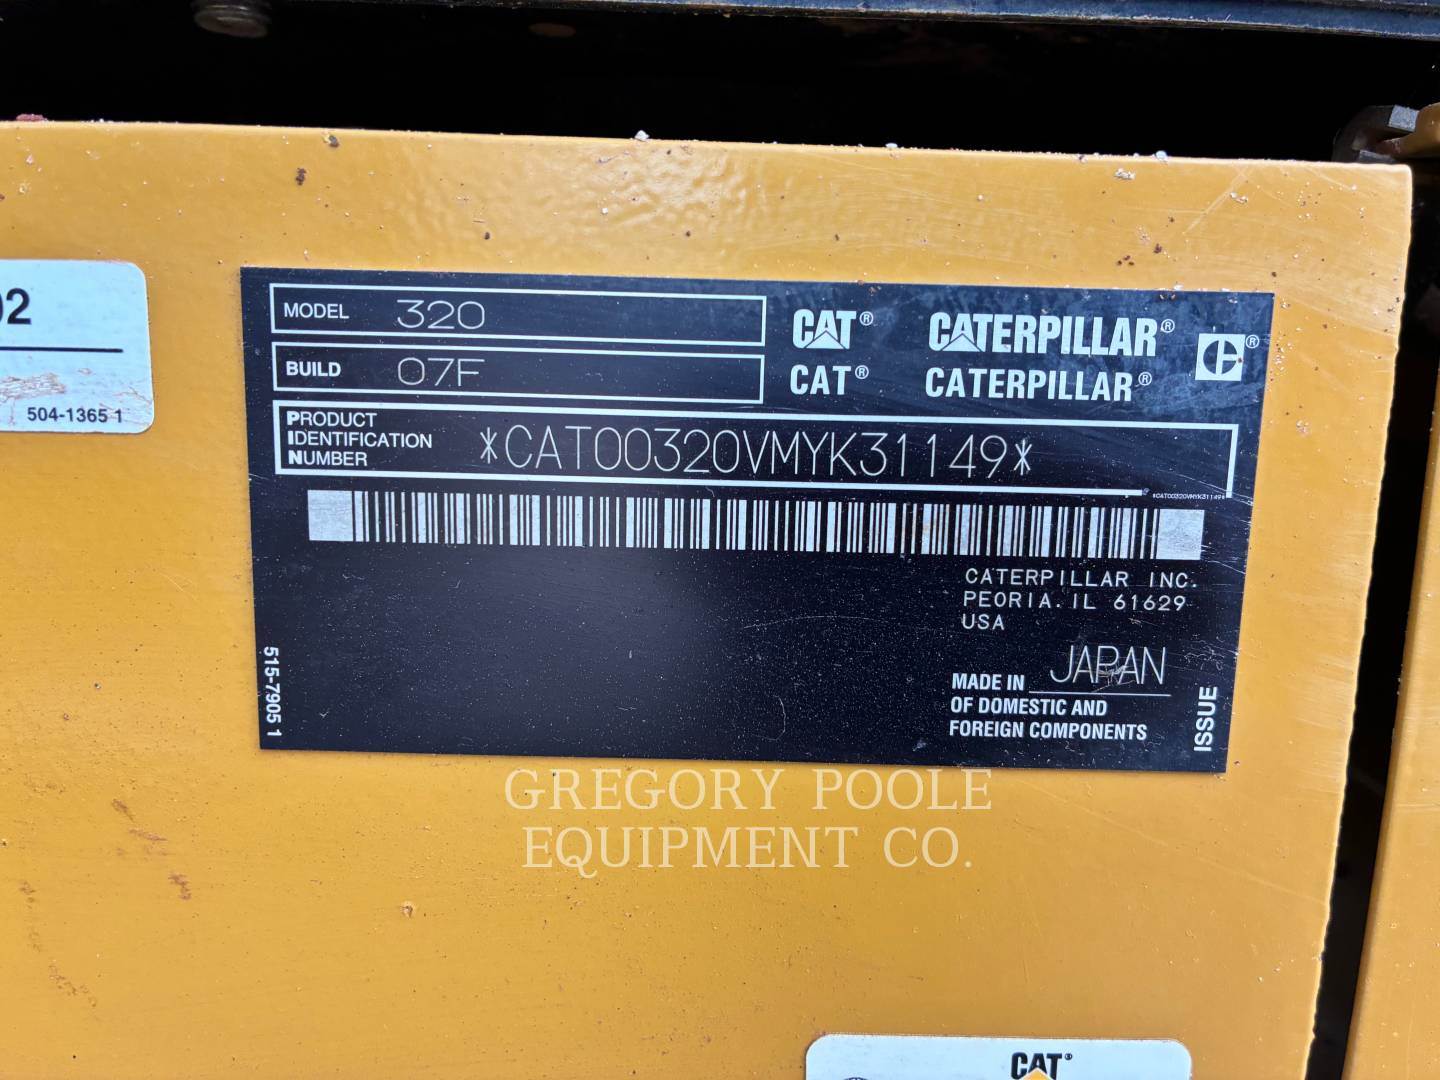 02
504-1365 1
MODEL 320
BUILD 07F
CAT® CATERPILLAR® ®
CAT® CATERPILLAR®
PRODUCT
IDENTIFICATION
NUMBER
*CAT00320VMYK31149*
*CAT00320VMYK31149*
CATERPILLAR INC.
PEORIA. IL 61629
USA
MADE IN JAPAN
OF DOMESTIC AND
FOREIGN COMPONENTS
ISSUE
515-7905 1
GREGORY POOLE
EQUIPMENT CO.
CAT®